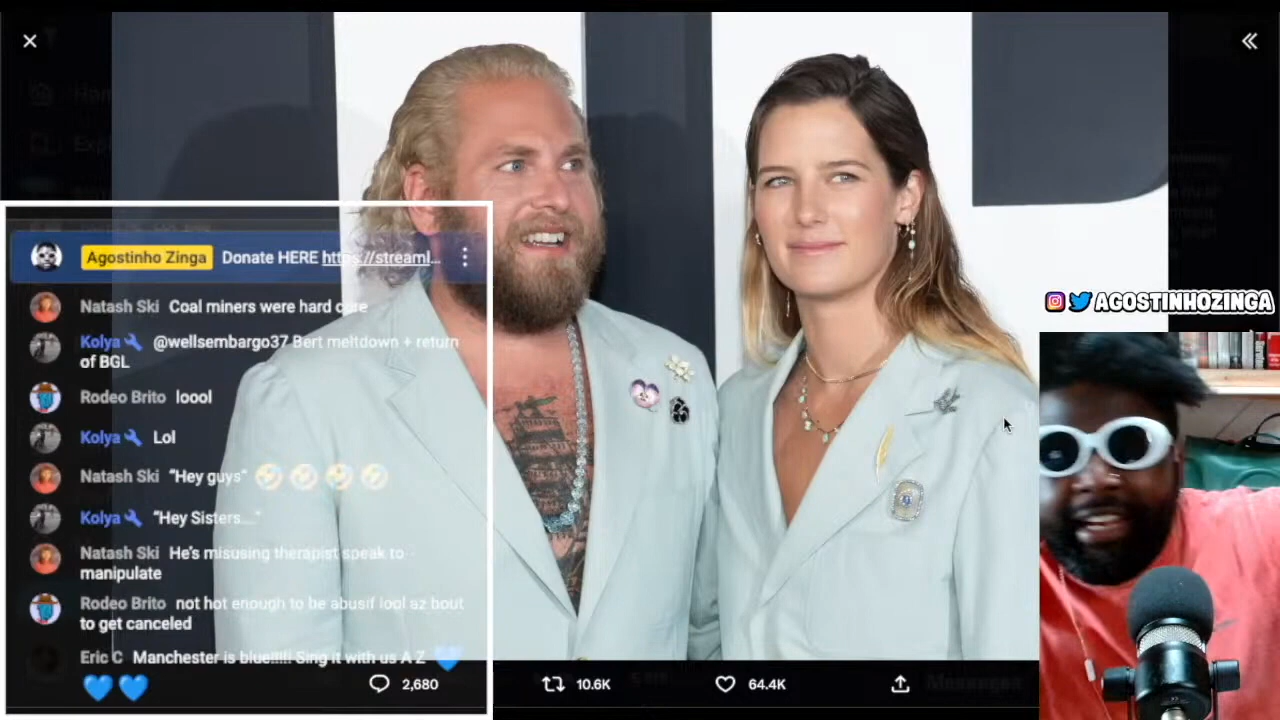 Agostinho Zinga Donate HERE https://streaml...
Natash Ski Coal miners were hard core
Kolya @wellsembargo37 Bert meltdown + return
of BGL
Rodeo Brito loool
Kolya Lol
Natash Ski “Hey guys”
Kolya “Hey Sisters....”
Natash Ski He's misusing therapist speak to
manipulate
Rodeo Brito not hot enough to be abusif lool az bout
to get canceled
Eric C Manchester is blue!!!!! Sing it with us A Z
2,680 10.6K 64.4K
AGOSTINHOZINGA